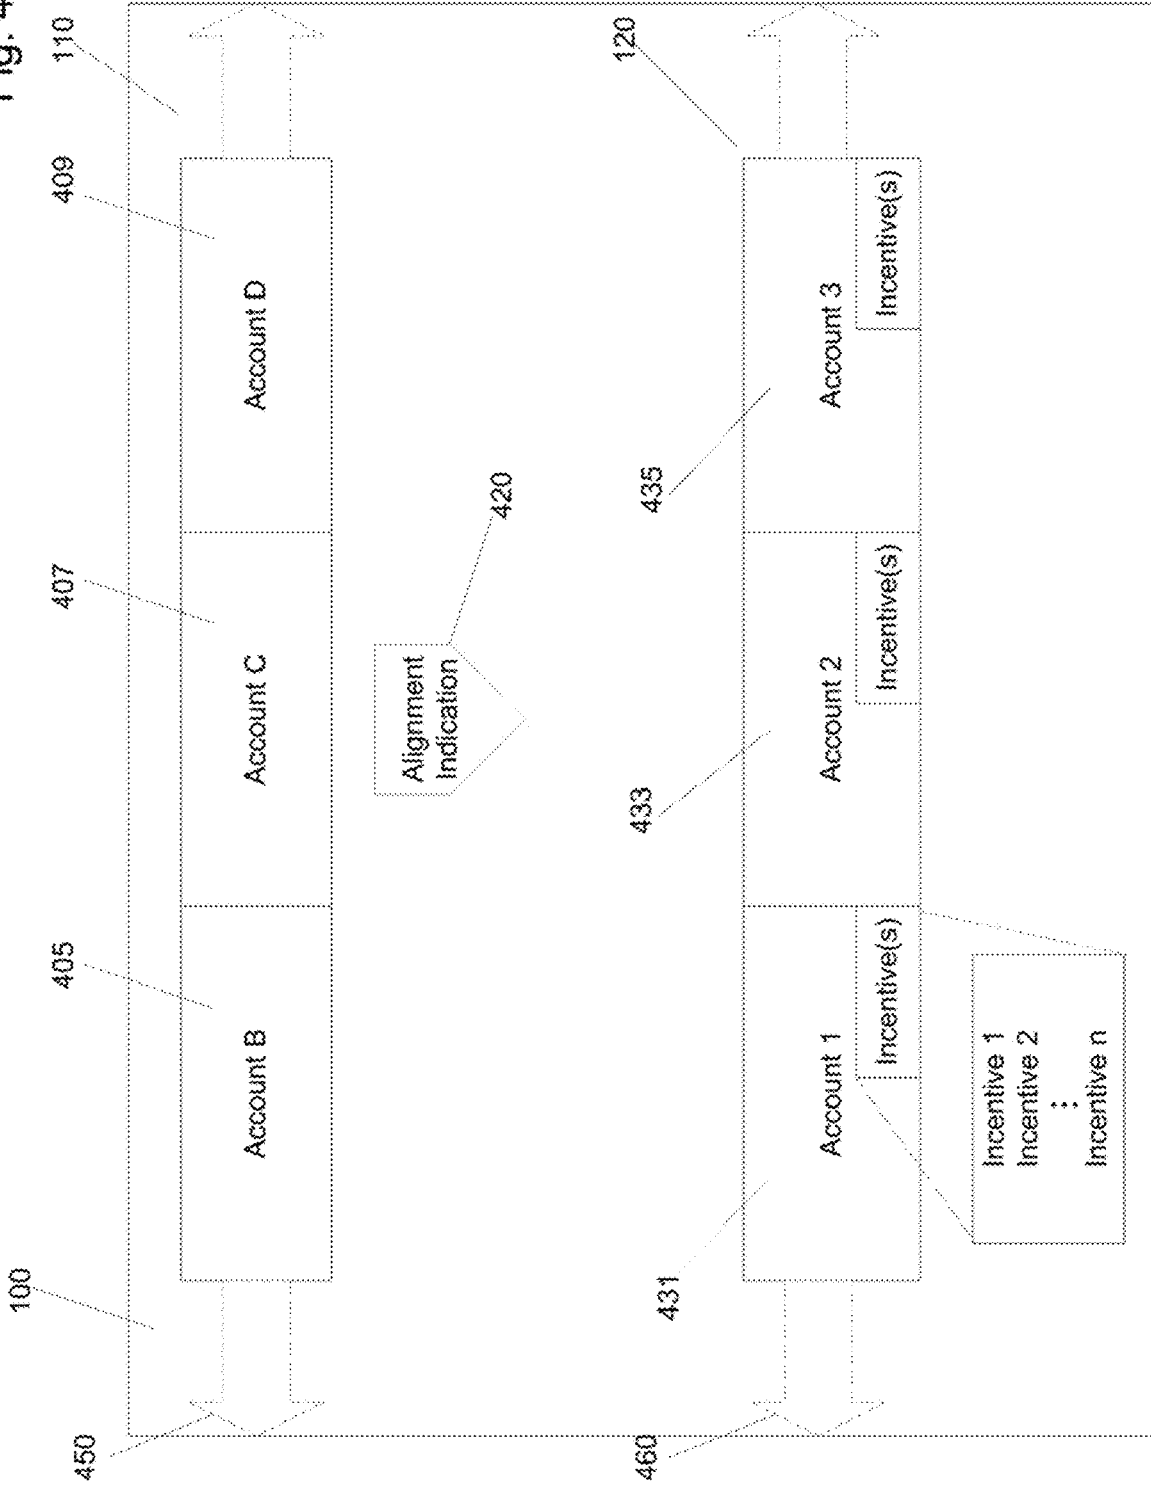 Fig. 4
100
405
407
409
110
450
Account B
Account C
Account D
Alignment
Indication
420
460
431
433
435
120
Account 1
Account 2
Account 3
Incentive(s)
Incentive(s)
Incentive(s)
Incentive 1
Incentive 2
⋮
Incentive n